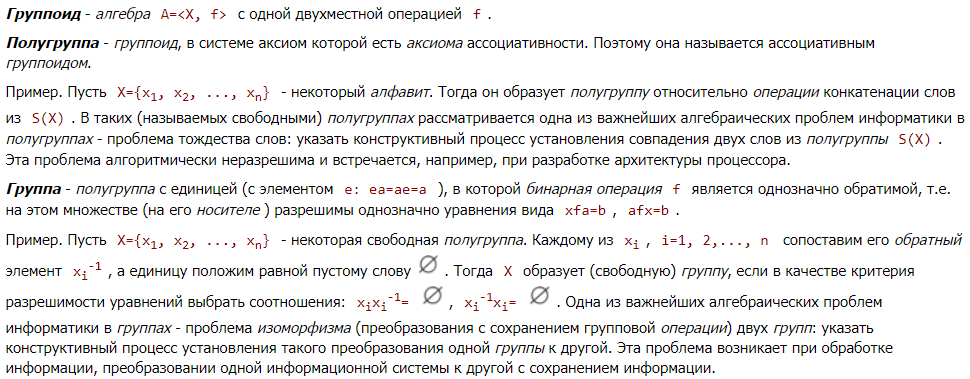 Группоид - алгебра A=<X, f> с одной двухместной операцией f .
Полугруппа - группоид, в системе аксиом которой есть аксиома ассоциативности. Поэтому она называется ассоциативным
группоидом.
Пример. Пусть X={x₁, x₂, ..., xₙ} - некоторый алфавит. Тогда он образует полугруппу относительно операции конкатенации слов
из S(X) . В таких (называемых свободными) полугруппах рассматривается одна из важнейших алгебраических проблем информатики в
полугруппах - проблема тождества слов: указать конструктивный процесс установления совпадения двух слов из полугруппы S(X) .
Эта проблема алгоритмически неразрешима и встречается, например, при разработке архитектуры процессора.
Группа - полугруппа с единицей (с элементом e: ea=ae=a ), в которой бинарная операция f является однозначно обратимой, т.е.
на этом множестве (на его носителе ) разрешимы однозначно уравнения вида xfa=b , afx=b .
Пример. Пусть X={x₁, x₂, ..., xₙ} - некоторая свободная полугруппа. Каждому из xᵢ , i=1, 2,..., n сопоставим его обратный
элемент xᵢ⁻¹ , а единицу положим равной пустому слову ∅ . Тогда X образует (свободную) группу, если в качестве критерия
разрешимости уравнений выбрать соотношения: xᵢxᵢ⁻¹= ∅ , xᵢ⁻¹xᵢ= ∅ . Одна из важнейших алгебраических проблем
информатики в группах - проблема изоморфизма (преобразования с сохранением групповой операции) двух групп: указать
конструктивный процесс установления такого преобразования одной группы к другой. Эта проблема возникает при обработке
информации, преобразовании одной информационной системы к другой с сохранением информации.